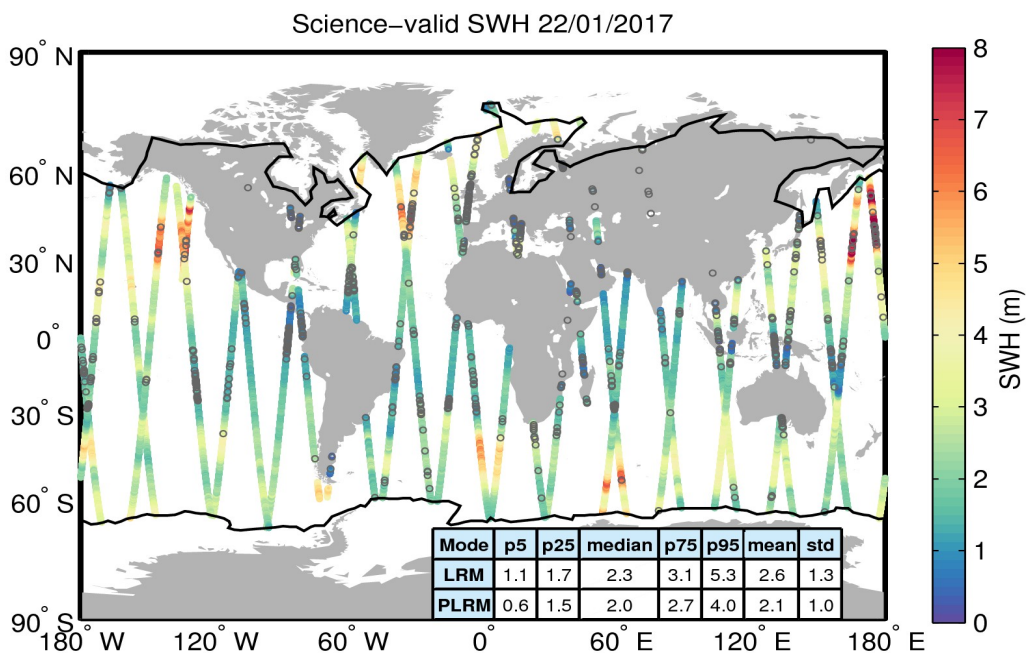 Science−valid SWH 22/01/2017
90° N
60° N
30° N
0°
30° S
60° S
90° S
180° W
120° W
60° W
0°
60° E
120° E
180° E
8
7
6
5
4
3
2
1
0
SWH (m)
Mode p5 p25 median p75 p95 mean std
LRM 1.1 1.7 2.3 3.1 5.3 2.6 1.3
PLRM 0.6 1.5 2.0 2.7 4.0 2.1 1.0